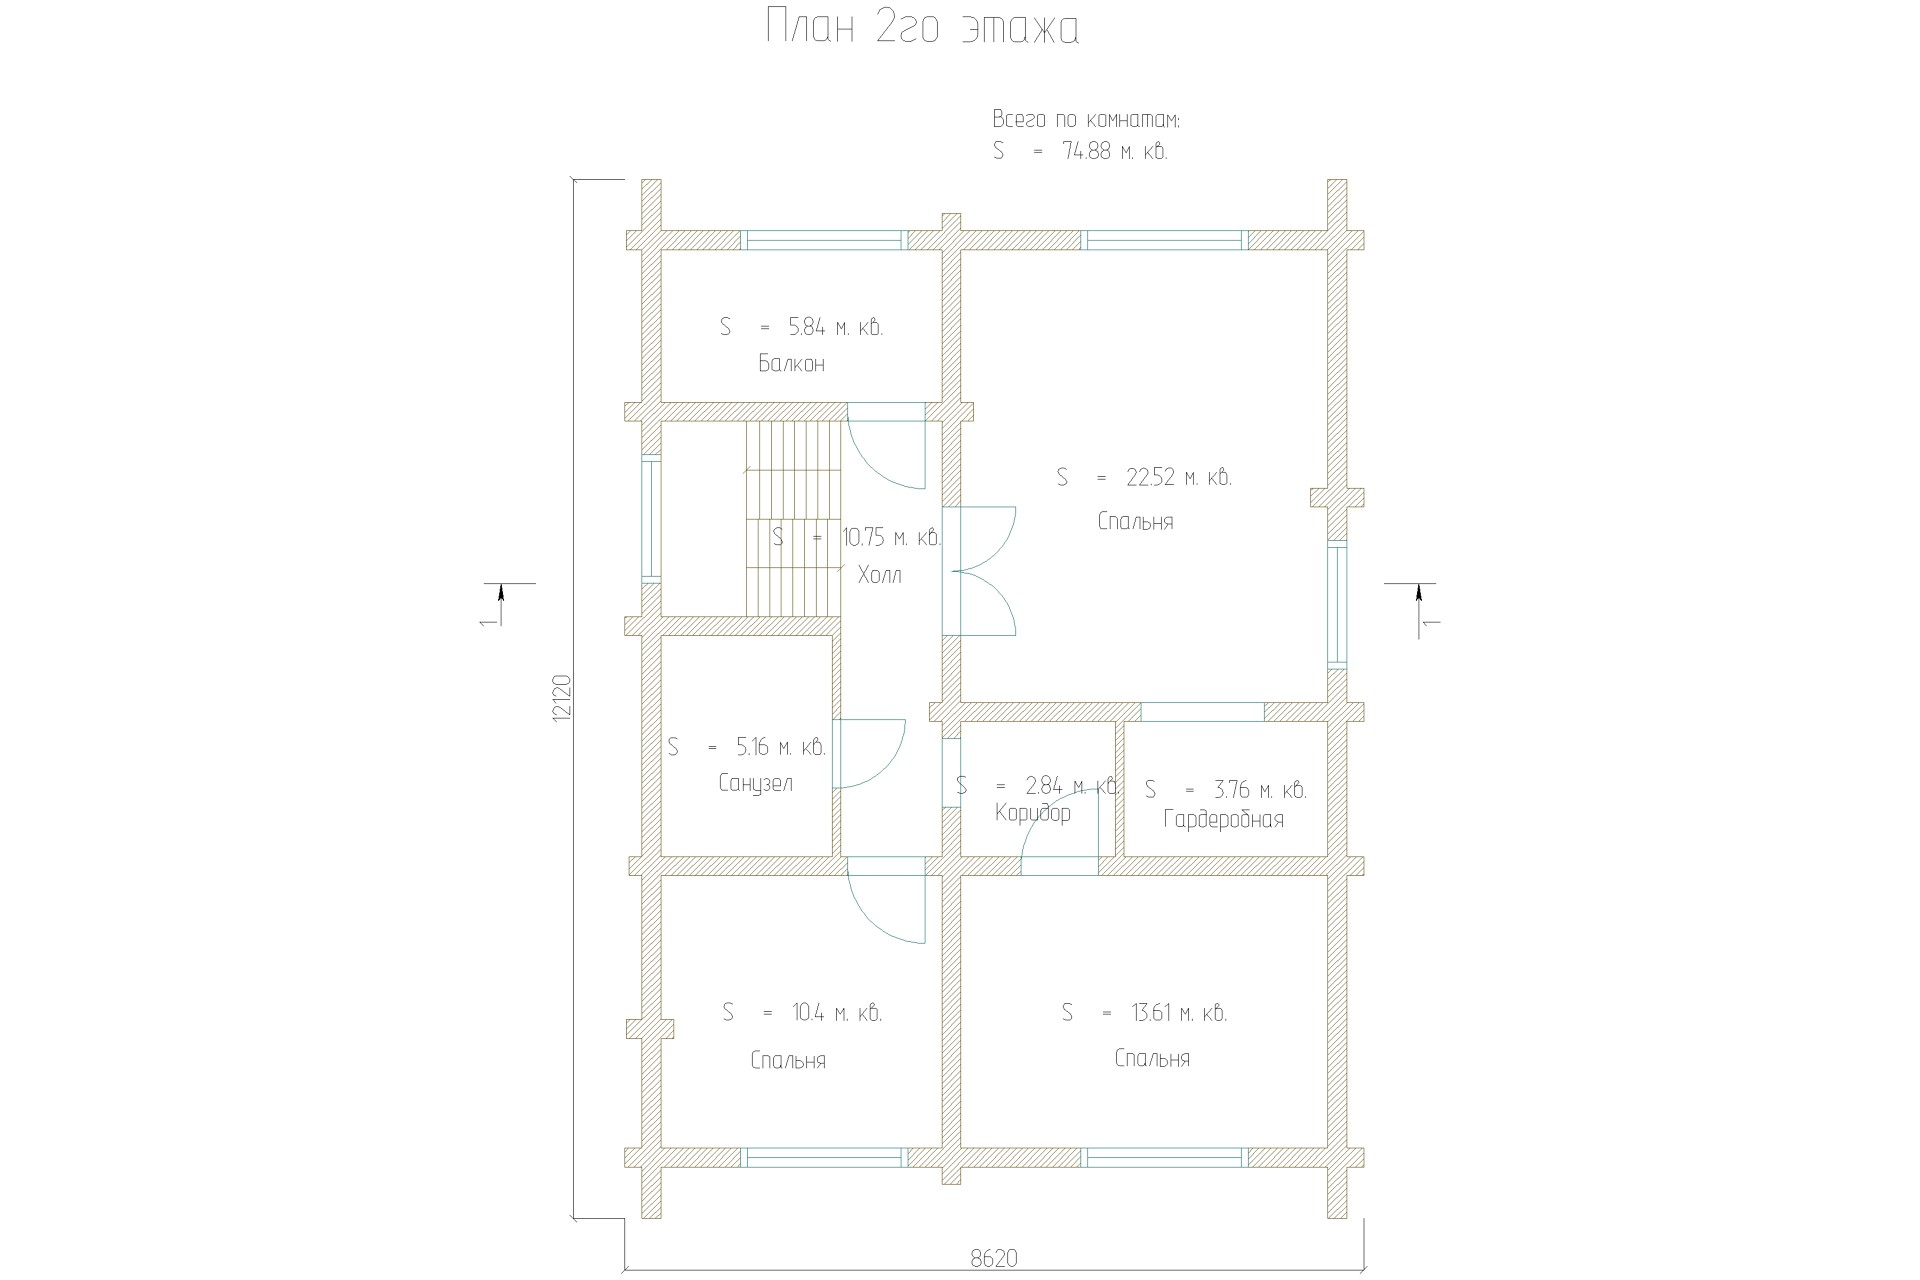 План 2го этажа
Всего по комнатам:
S = 74.88 м. кв.
S = 5.84 м. кв.
Балкон
S = 22.52 м. кв.
Спальня
S = 10.75 м. кв.
Холл
1
1
12120
S = 5.16 м. кв.
Санузел
S = 2.84 м. кв.
Коридор
S = 3.76 м. кв.
Гардеробная
S = 10.4 м. кв.
Спальня
S = 13.61 м. кв.
Спальня
8620